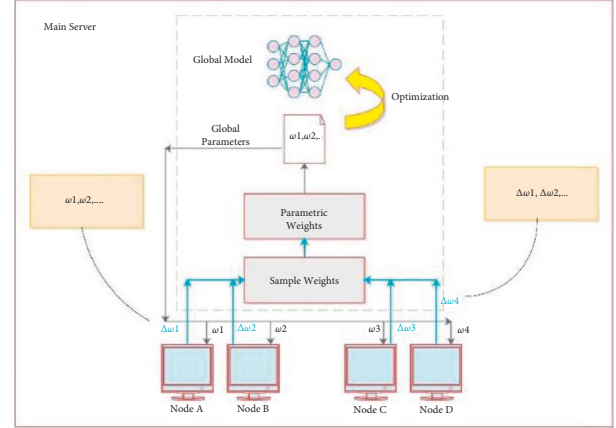 Main Server
Global Model
Optimization
Global
Parameters
ω1,ω2,..
ω1,ω2,....
Δω1, Δω2,...
Parametric
Weights
Sample Weights
Δω4
Δω1
ω1
Δω2
ω2
ω3
Δω3
ω4
Node A
Node B
Node C
Node D